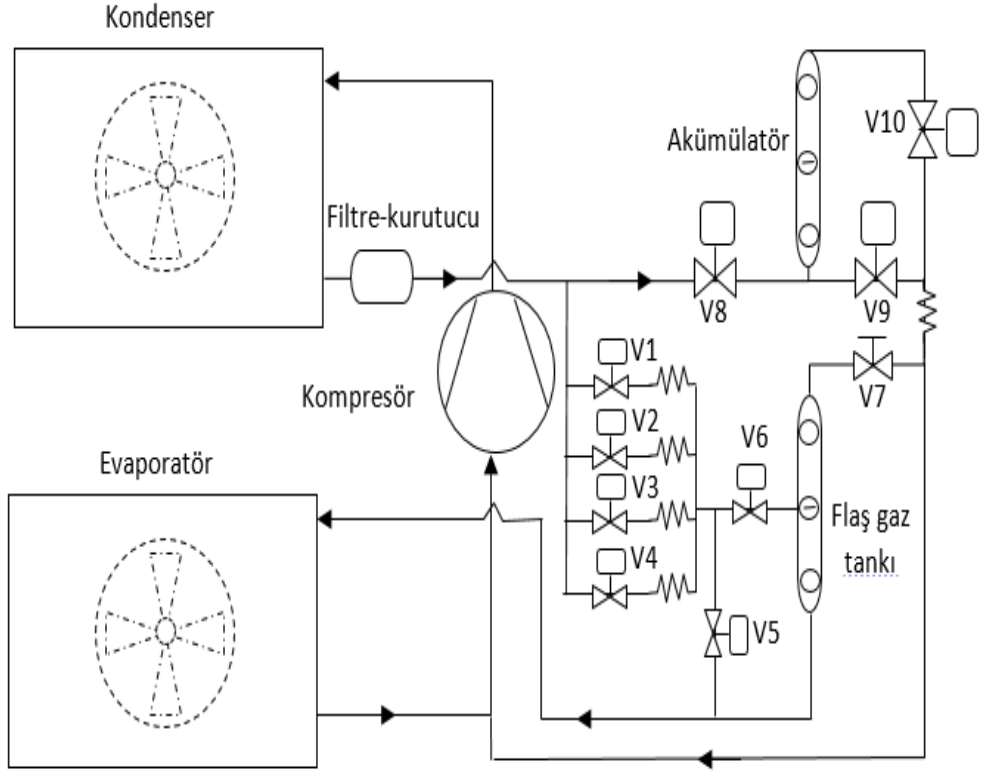 Kondenser
V10
Akümülatör
Filtre-kurutucu
V8
V9
V1
Kompresör
V7
V2
V6
Evaporatör
V3
Flaş gaz
tankı
V4
V5